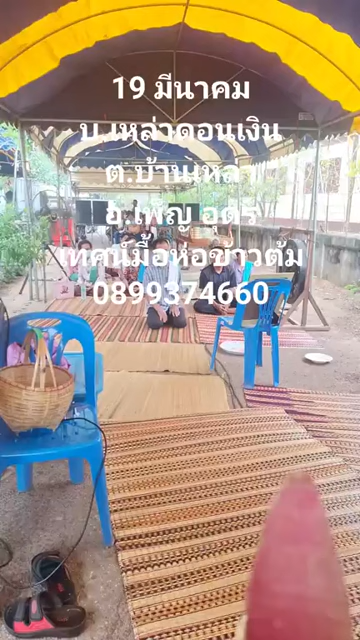 19 มีนาคม
บ.เหล่าดอนเงิน
ต.บ้านเหล่า
อ.เพ็ญ อุดร
เทศน์มื้อห่อข้าวต้ม
0899374660